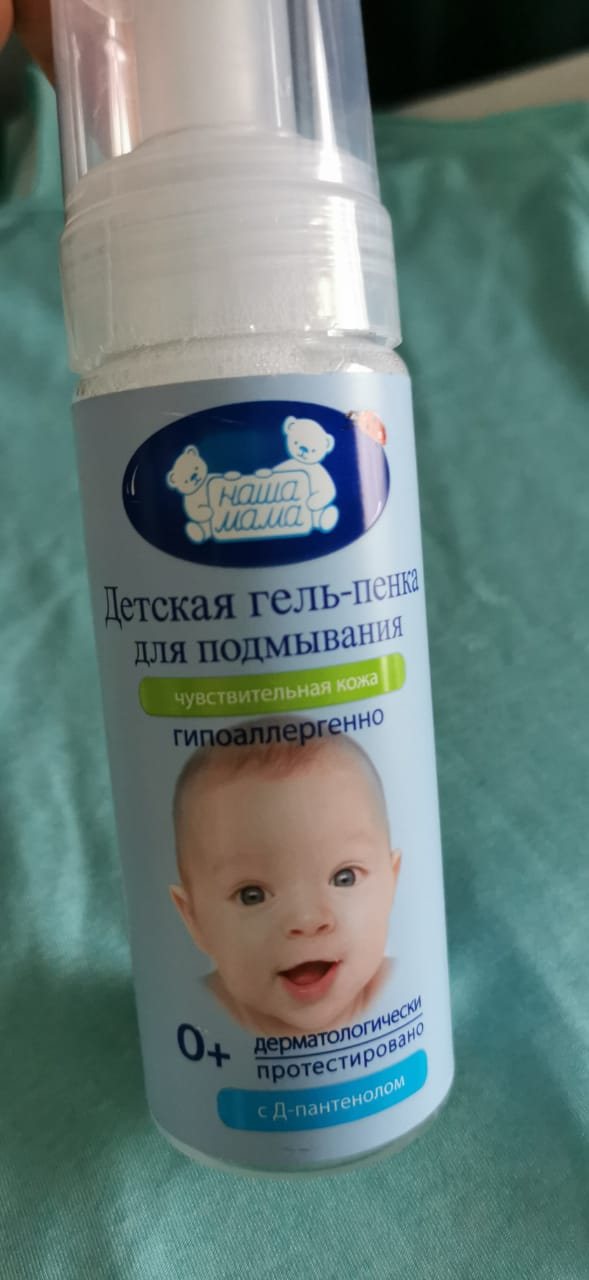 наша
мама
Детская гель-пенка
для подмывания
чувствительная кожа
гипоаллергенно
0+
дерматологически
протестировано
с Д-пантенолом